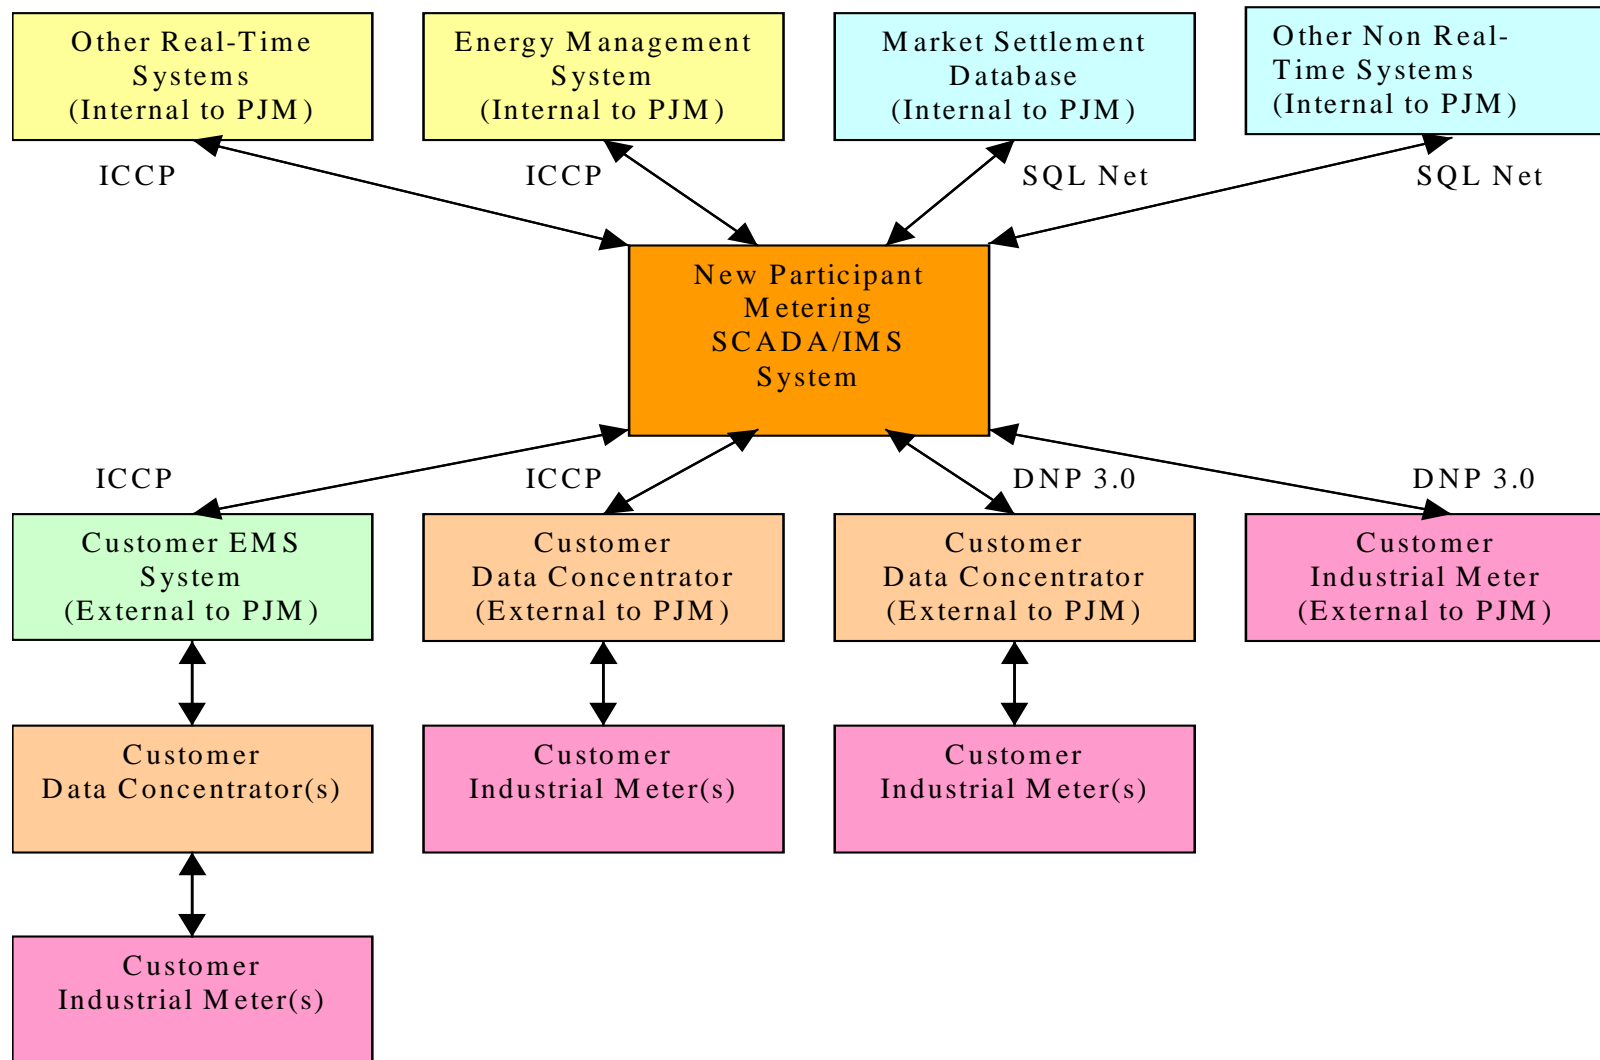 Other Real-Time
Systems
(Internal to PJM)
Energy Management
System
(Internal to PJM)
Market Settlement
Database
(Internal to PJM)
Other Non Real-
Time Systems
(Internal to PJM)
ICCP
ICCP
SQL Net
SQL Net
New Participant
Metering
SCADA/IMS
System
ICCP
ICCP
DNP 3.0
DNP 3.0
Customer EMS
System
(External to PJM)
Customer
Data Concentrator
(External to PJM)
Customer
Data Concentrator
(External to PJM)
Customer
Industrial Meter
(External to PJM)
Customer
Data Concentrator(s)
Customer
Industrial Meter(s)
Customer
Industrial Meter(s)
Customer
Industrial Meter(s)